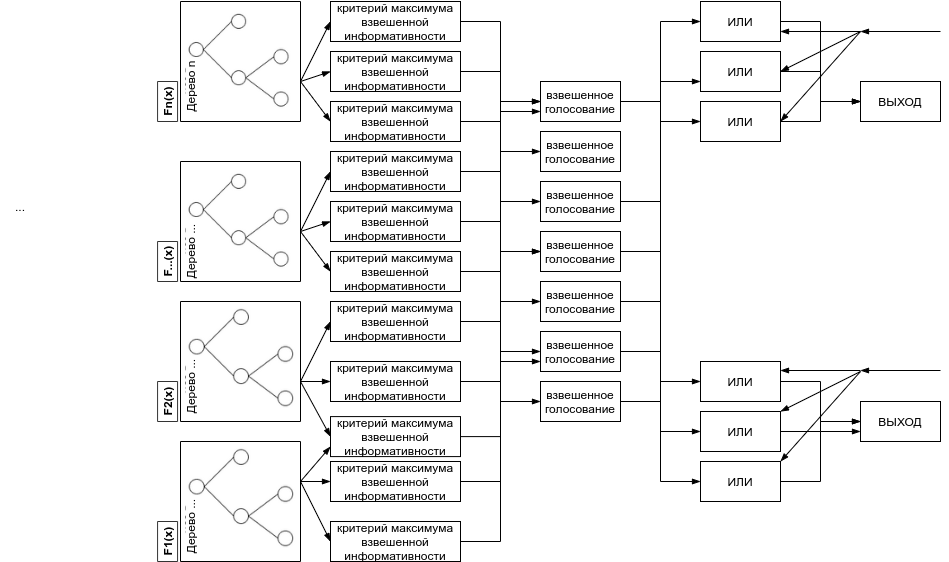 критерий максимума
взвешенной
информативности
ИЛИ
критерий максимума
взвешенной
информативности
ИЛИ
Fn(x)
Дерево n
взвешенное
голосование
ВЫХОД
критерий максимума
взвешенной
информативности
ИЛИ
взвешенное
голосование
критерий максимума
взвешенной
информативности
...
F...(x)
Дерево ...
критерий максимума
взвешенной
информативности
взвешенное
голосование
взвешенное
голосование
критерий максимума
взвешенной
информативности
взвешенное
голосование
критерий максимума
взвешенной
информативности
взвешенное
голосование
F2(x)
Дерево ...
критерий максимума
взвешенной
информативности
ИЛИ
взвешенное
голосование
ВЫХОД
критерий максимума
взвешенной
информативности
ИЛИ
критерий максимума
взвешенной
информативности
ИЛИ
F1(x)
Дерево ...
критерий максимума
взвешенной
информативности